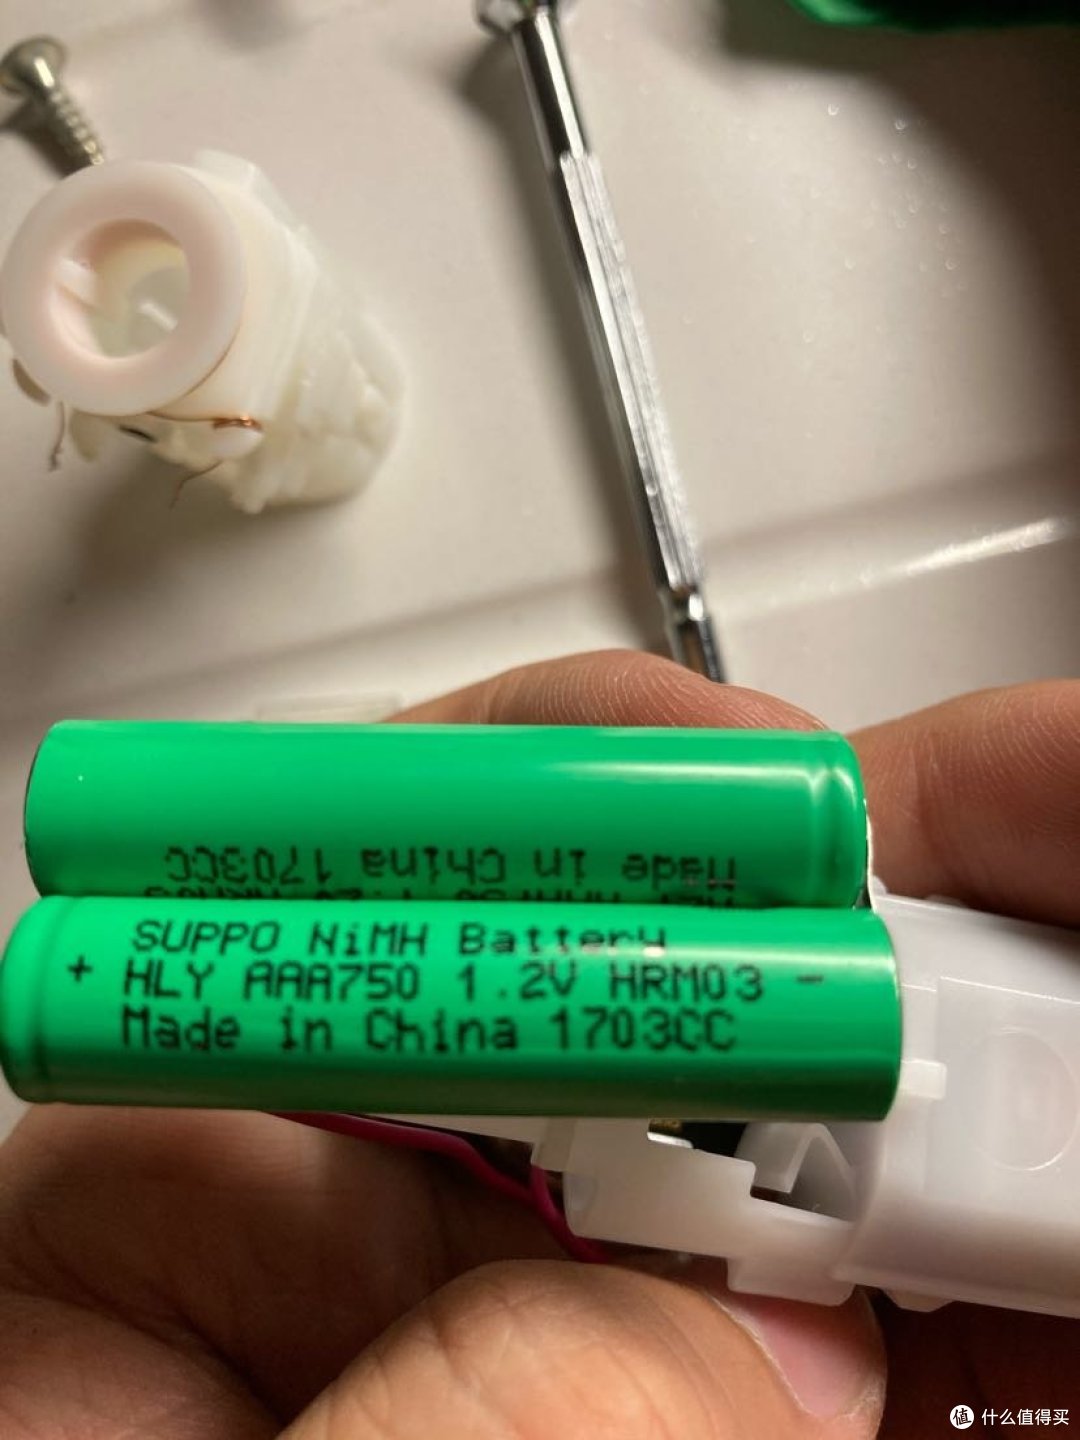 Made in China 1703CC
SUPPO NiMH Battery
+ HLY AAA750 1.2V HRM03 -
Made in China 1703CC
值 什么值得买